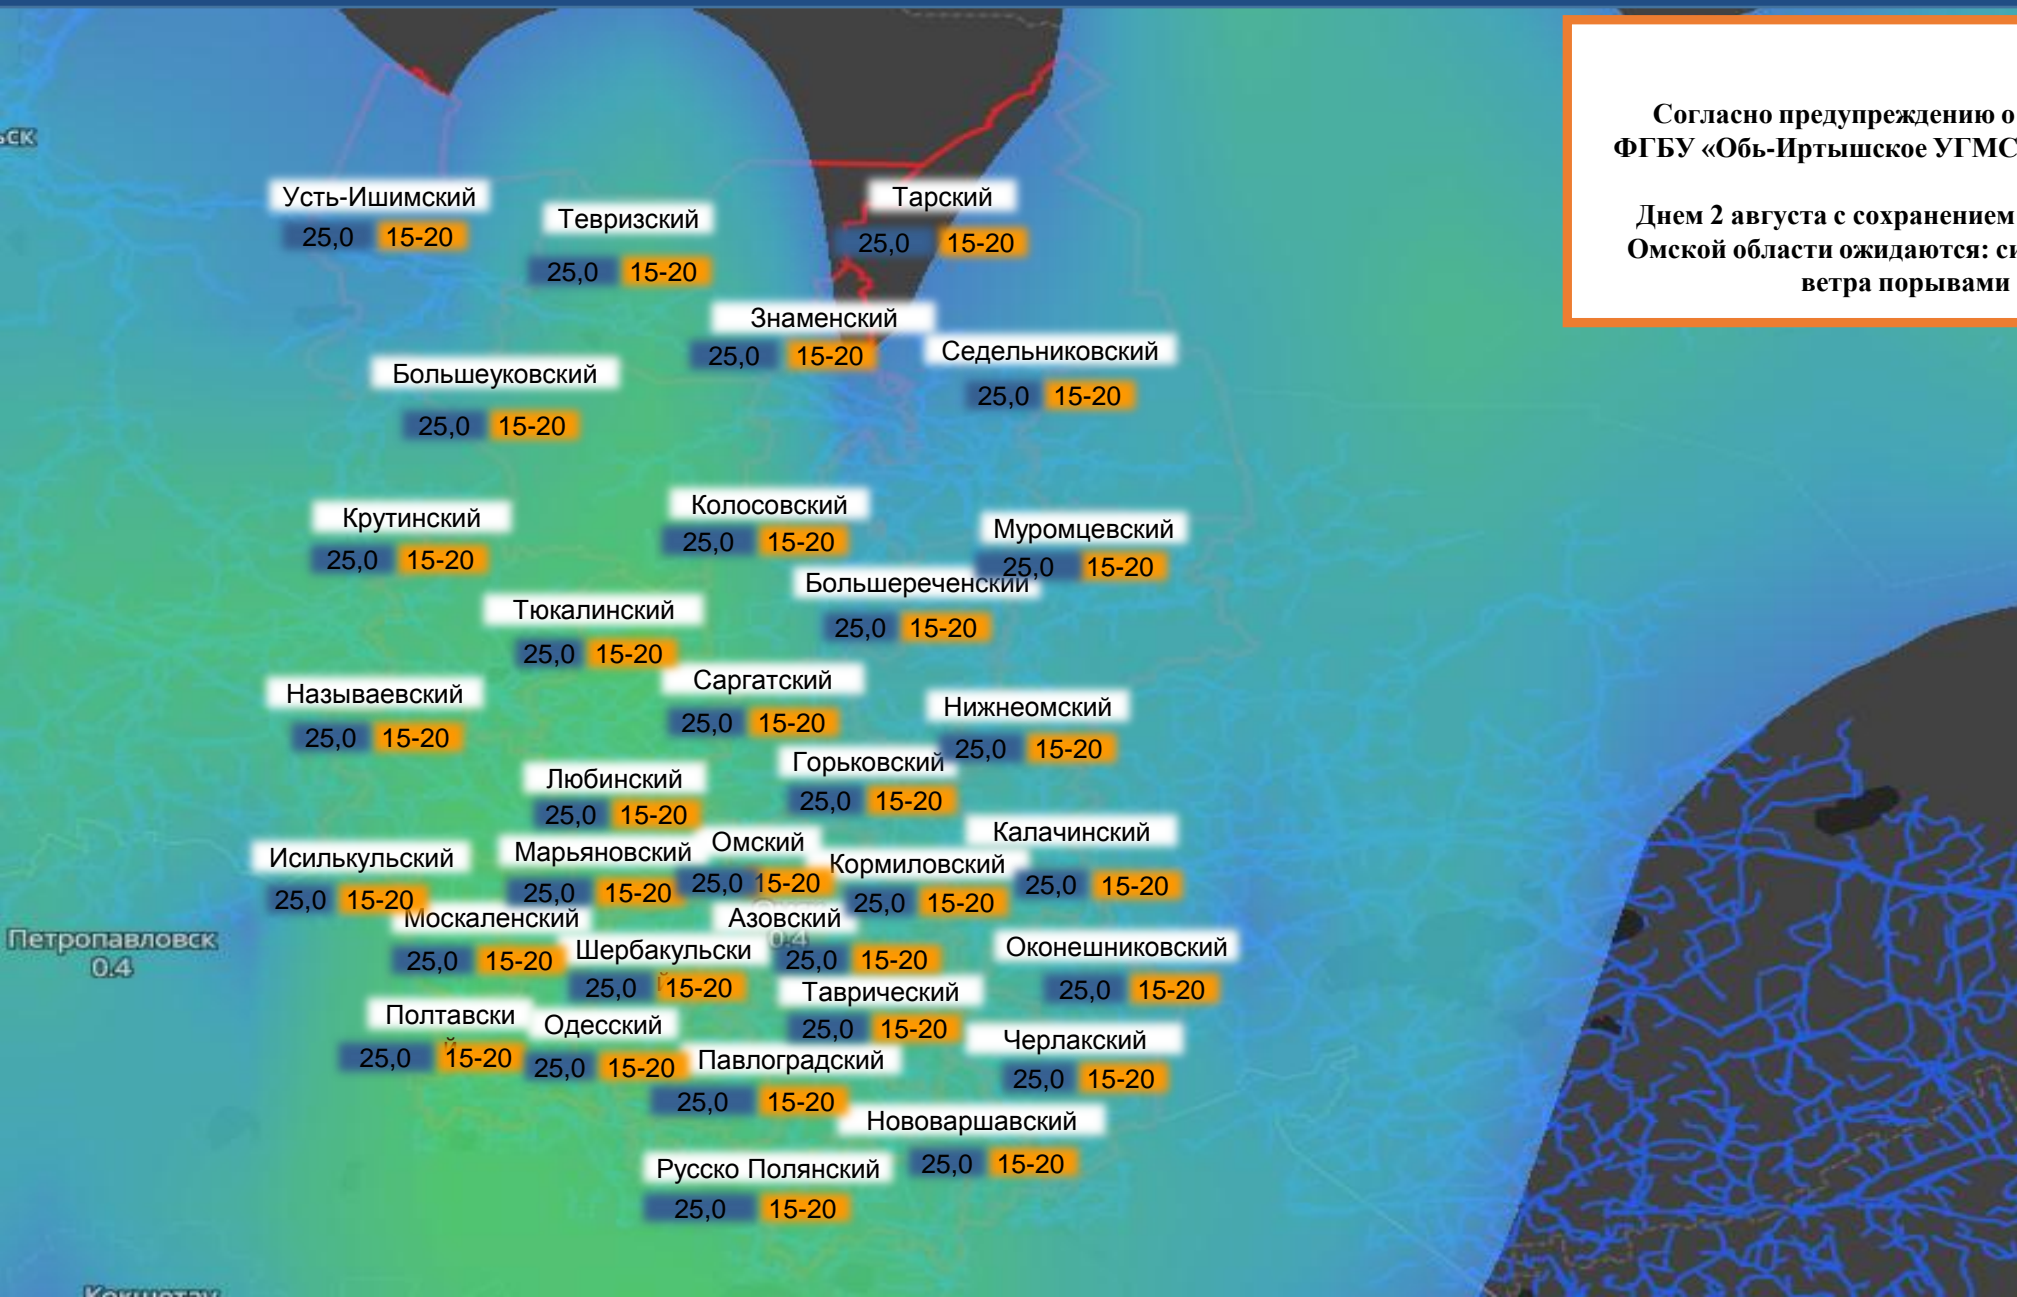 Согласно предупреждению о
ФГБУ «Обь-Иртышское УГМС
Днем 2 августа с сохранением
Омской области ожидаются: си
ветра порывами
ьск
Усть-Ишимский
25,0 15-20
Тевризский
25,0 15-20
Тарский
25,0 15-20
Знаменский
25,0 15-20
Седельниковский
25,0 15-20
Большеуковский
25,0 15-20
Крутинский
25,0 15-20
Колосовский
25,0 15-20
Муромцевский
25,0 15-20
Большереченский
25,0 15-20
Тюкалинский
25,0 15-20
Саргатский
25,0 15-20
Называевский
25,0 15-20
Нижнеомский
25,0 15-20
Горьковский
25,0 15-20
Любинский
25,0 15-20
Калачинский
25,0 15-20
Омский
25,0 15-20
Марьяновский
25,0 15-20
Кормиловский
25,0 15-20
Исилькульский
25,0 15-20
Москаленский
25,0 15-20
Азовский
0.4
25,0 15-20
Шербакульски
й
25,0 15-20
Оконешниковский
25,0 15-20
Петропавловск
0.4
Таврический
25,0 15-20
Полтавски
й
25,0 15-20
Одесский
25,0 15-20
Черлакский
25,0 15-20
Павлоградский
25,0 15-20
Нововаршавский
25,0 15-20
Русско Полянский
25,0 15-20